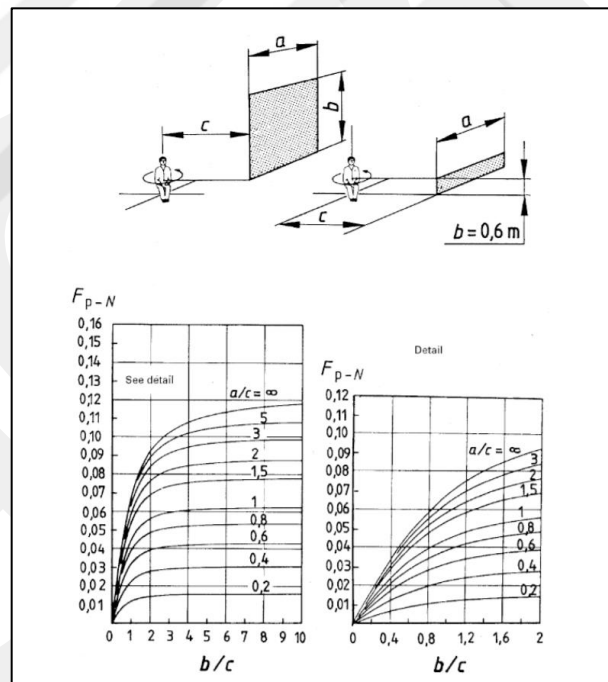 a
c
b
a
c
b = 0,6 m
F p – N
0,16
0,15
0,14
0,13
0,12
0,11
0,10
0,09
0,08
0,07
0,06
0,05
0,04
0,03
0,02
0,01
See détail
a/c = ∞
5
3
2
1,5
1
0,8
0,6
0,4
0,2
0 1 2 3 4 5 6 7 8 9 10
b/c
Detail
F p – N
0,12
0,11
0,10
0,09
0,08
0,07
0,06
0,05
0,04
0,03
0,02
0,01
0
a/c = ∞
3
2
1,5
1
0,8
0,6
0,4
0,2
0 0,4 0,8 1,2 1,6 2
b/c